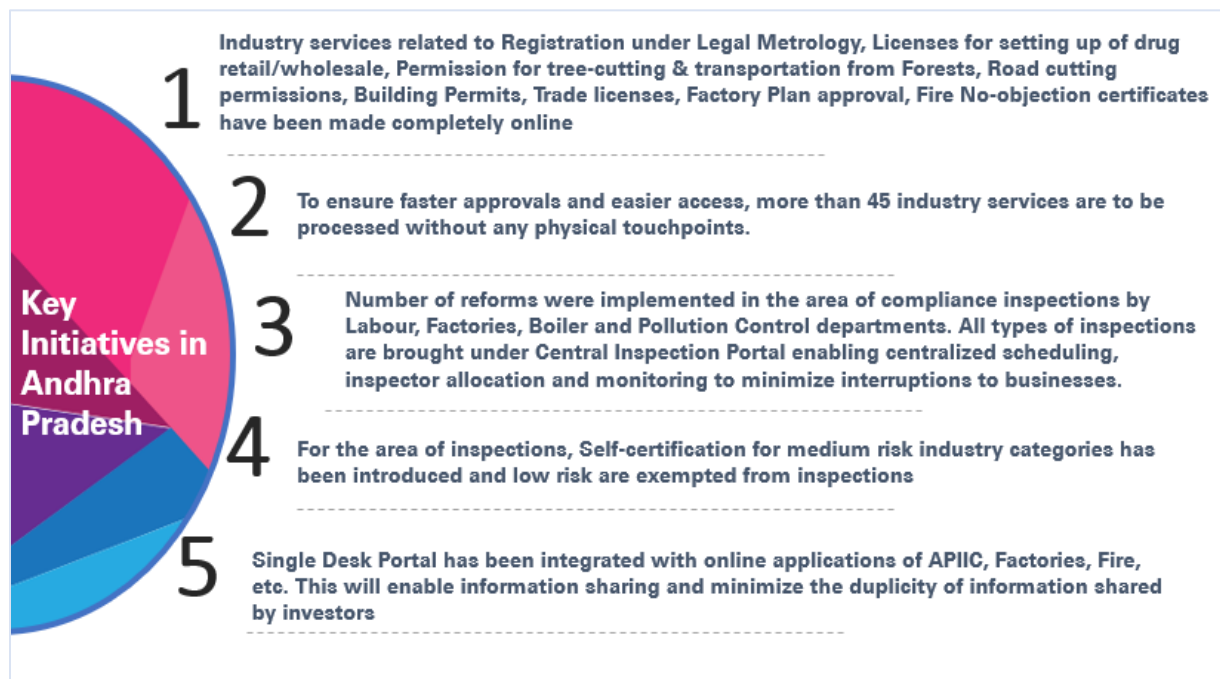 Key
Initiatives in
Andhra
Pradesh
1
Industry services related to Registration under Legal Metrology, Licenses for setting up of drug
retail/wholesale, Permission for tree-cutting & transportation from Forests, Road cutting
permissions, Building Permits, Trade licenses, Factory Plan approval, Fire No-objection certificates
have been made completely online
2
To ensure faster approvals and easier access, more than 45 industry services are to be
processed without any physical touchpoints.
3
Number of reforms were implemented in the area of compliance inspections by
Labour, Factories, Boiler and Pollution Control departments. All types of inspections
are brought under Central Inspection Portal enabling centralized scheduling,
inspector allocation and monitoring to minimize interruptions to businesses.
4
For the area of inspections, Self-certification for medium risk industry categories has
been introduced and low risk are exempted from inspections
5
Single Desk Portal has been integrated with online applications of APIIC, Factories, Fire,
etc. This will enable information sharing and minimize the duplicity of information shared
by investors